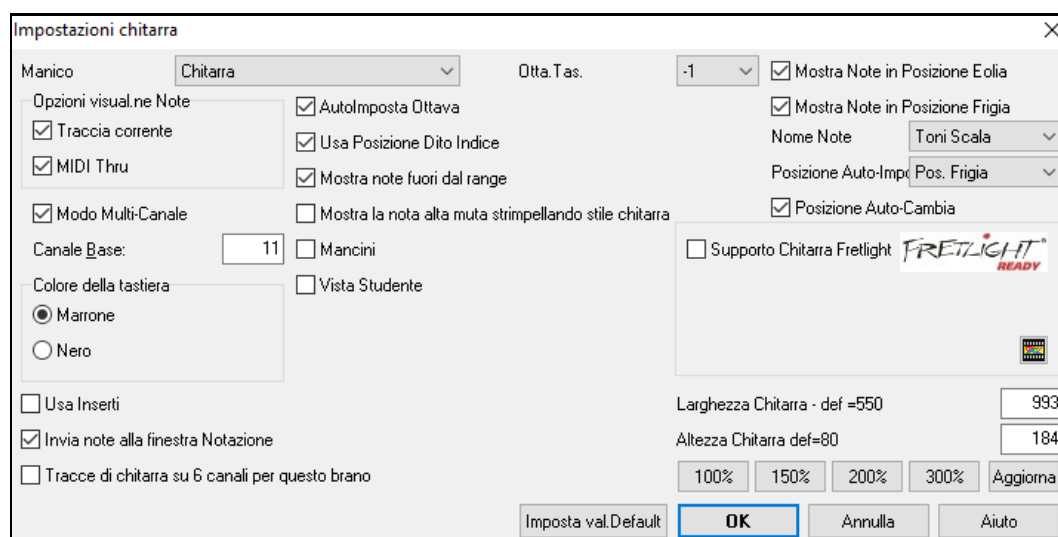 Impostazioni chitarra
Manico Chitarra Otta.Tas. -1 Mostra Note in Posizione Eolia
Opzioni visual.ne Note
AutoImposta Ottava
Mostra Note in Posizione Frigia
Traccia corrente
Usa Posizione Dito Indice
Nome Note Toni Scala
MIDI Thru
Mostra note fuori dal range
Posizione Auto-Impo Pos. Frigia
Modo Multi-Canale
Mostra la nota alta muta strimpellando stile chitarra
Posizione Auto-Cambia
Canale Base: 11
Mancini
Supporto Chitarra Fretlight FRETLIGHT READY
Colore della tastiera
Vista Studente
Marrone
Nero
Usa Inserti
Larghezza Chitarra - def =550 993
Invia note alla finestra Notazione
Altezza Chitarra def=80 184
Tracce di chitarra su 6 canali per questo brano
100% 150% 200% 300% Aggiorna
Imposta val.Default OK Annulla Aiuto